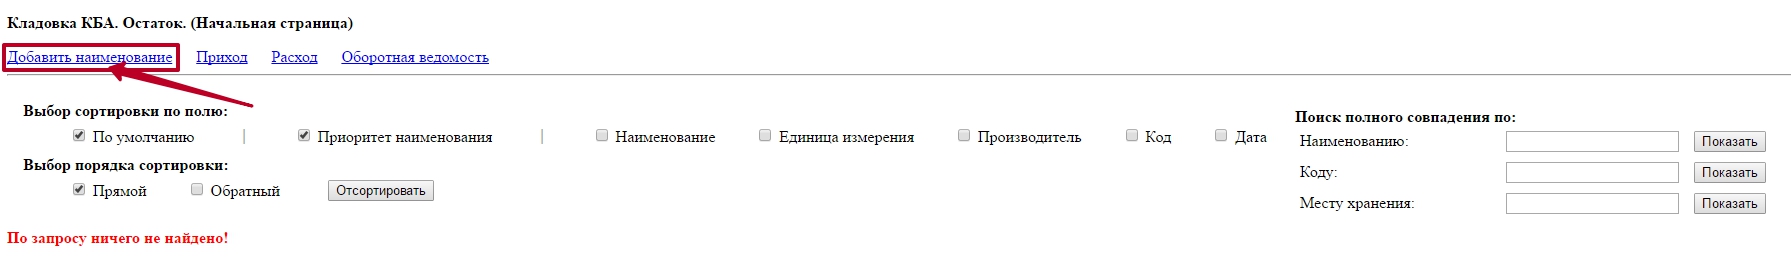 Кладовка КБА. Остаток. (Начальная страница)
Добавить наименование Приход Расход Оборотная ведомость
Выбор сортировки по полю:
По умолчанию | Приоритет наименования | Наименование Единица измерения Производитель Код Дата
Выбор порядка сортировки:
Прямой Обратный Отсортировать
Поиск полного совпадения по:
Наименованию: Показать
Коду: Показать
Месту хранения: Показать
По запросу ничего не найдено!